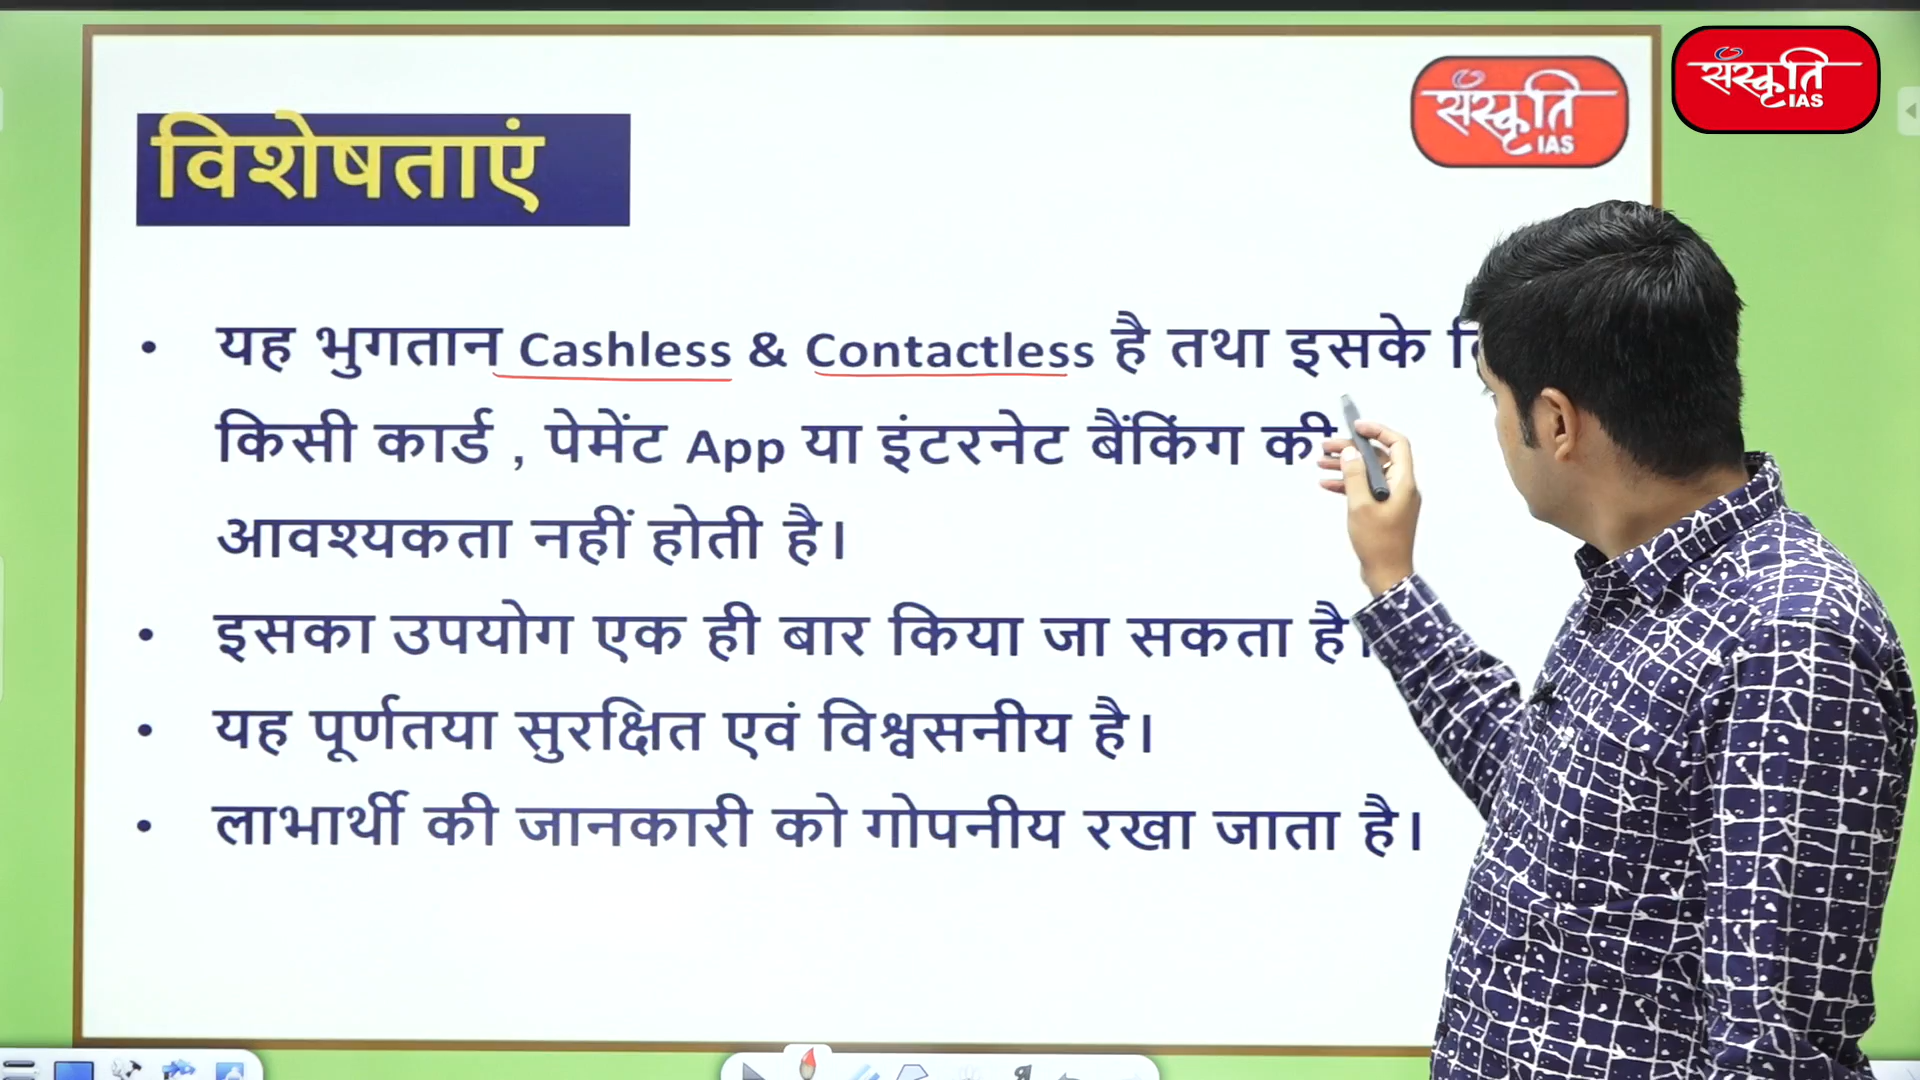 संस्कृति
IAS
संस्कृति
IAS
विशेषताएं
• यह भुगतान Cashless & Contactless है तथा इसके
किसी कार्ड , पेमेंट App या इंटरनेट बैंकिंग की
आवश्यकता नहीं होती है।
• इसका उपयोग एक ही बार किया जा सकता है।
• यह पूर्णतया सुरक्षित एवं विश्वसनीय है।
• लाभार्थी की जानकारी को गोपनीय रखा जाता है।